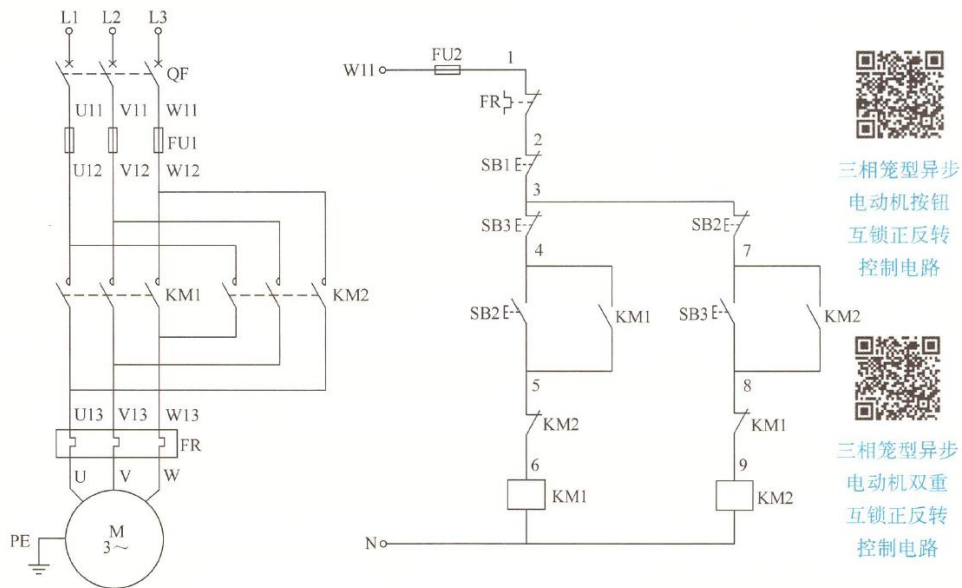 L1 L2 L3
QF
U11 V11 W11
FU1
U12 V12 W12
KM1
KM2
U13 V13 W13
FR
U V W
M
3~
PE
W11
FU2
1
FR
2
SB1
3
SB3
SB2
4
7
SB2
KM1
SB3
KM2
5
8
KM2
KM1
6
9
KM1
KM2
N
三相笼型异步
电动机按钮
互锁正反转
控制电路
三相笼型异步
电动机双重
互锁正反转
控制电路